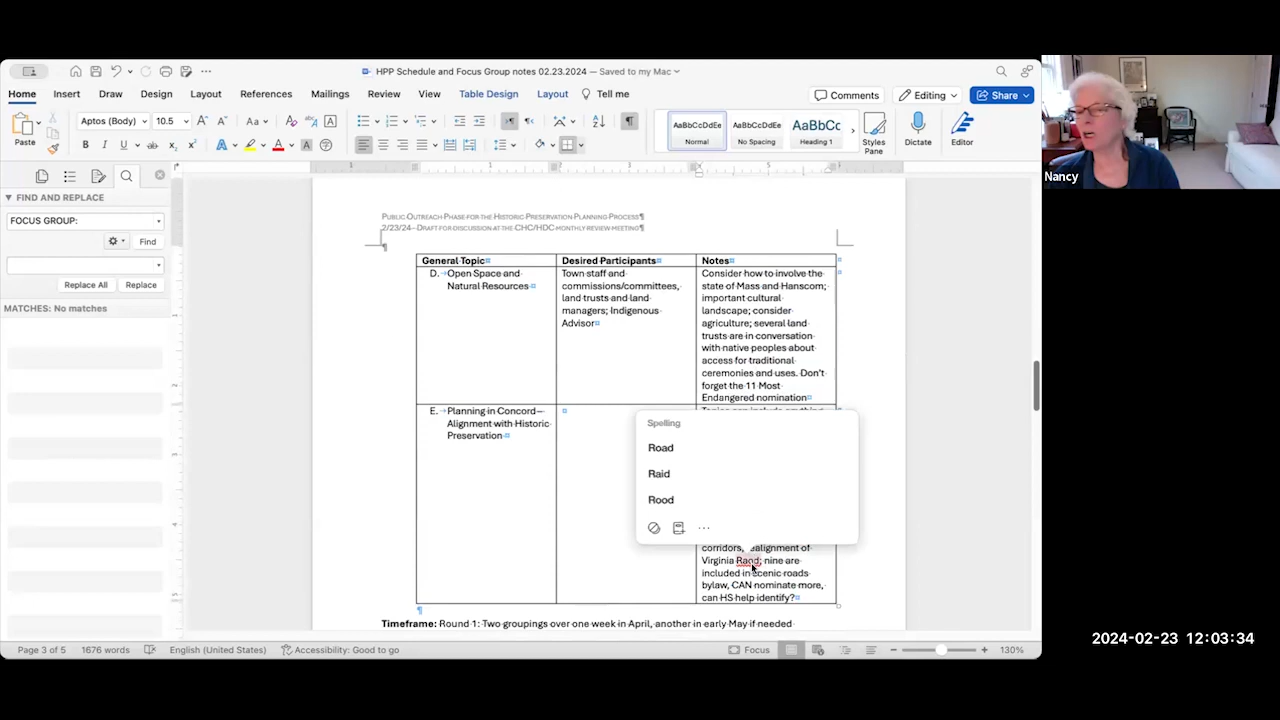 HPP Schedule and Focus Group notes 02.23.2024 — Saved to my Mac
Home Insert Draw Design Layout References Mailings Review View Table Design Layout Tell me
Comments Editing Share
Paste
Aptos (Body) 10.5
AaBbCcDdEe AaBbCcDdEe AaBbCc
Normal No Spacing Heading 1
Styles Pane
Dictate
Editor
FIND AND REPLACE
FOCUS GROUP:
Find
Replace All Replace
MATCHES: No matches
Public Outreach Phase for the Historic Preservation Planning Process
2/23/24—Draft for discussion at the CHC/HDC monthly review meeting
General Topic Desired Participants Notes
D. Open Space and
Natural Resources
Town staff and
commissions/committees,
land trusts and land
managers; Indigenous
Advisor
Consider how to involve the
state of Mass and Hanscom;
important cultural
landscape; consider
agriculture; several land
trusts are in conversation
with native peoples about
access for traditional
ceremonies and uses. Don't
forget the 11 Most
Endangered nomination
E. Planning in Concord—
Alignment with Historic
Preservation
Spelling
Road
Raid
Rood
corridors, realignment of
Virginia Raod; nine are
included in scenic roads
bylaw, CAN nominate more,
can HS help identify?
Timeframe: Round 1: Two groupings over one week in April, another in early May if needed
Page 3 of 5 1676 words English (United States) Accessibility: Good to go Focus 130%
Nancy
2024-02-23 12:03:34